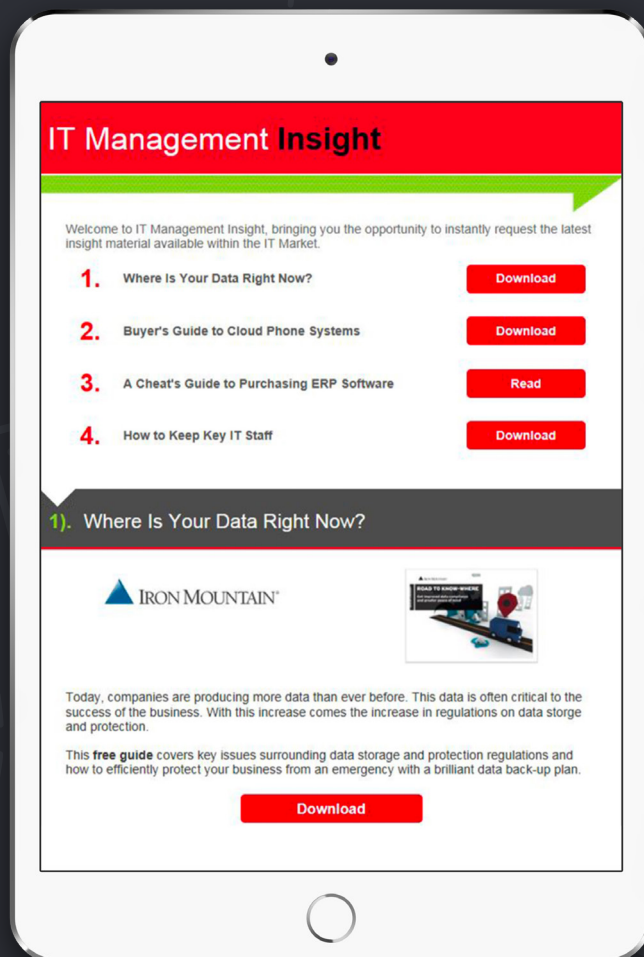 IT Management Insight
Welcome to IT Management Insight, bringing you the opportunity to instantly request the latest
insight material available within the IT Market.
1. Where Is Your Data Right Now? Download
2. Buyer's Guide to Cloud Phone Systems Download
3. A Cheat's Guide to Purchasing ERP Software Read
4. How to Keep Key IT Staff Download
1). Where Is Your Data Right Now?
IRON MOUNTAIN®
ROAD TO KNOW-WHERE
Today, companies are producing more data than ever before. This data is often critical to the
success of the business. With this increase comes the increase in regulations on data storge
and protection.
This free guide covers key issues surrounding data storage and protection regulations and
how to efficiently protect your business from an emergency with a brilliant data back-up plan.
Download